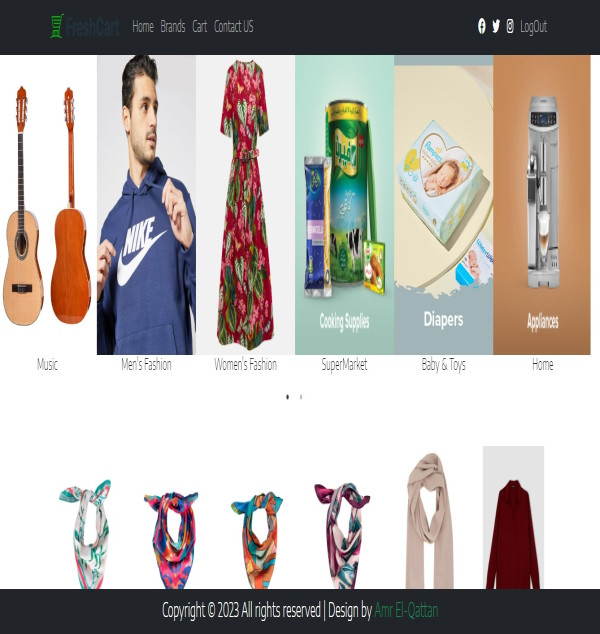 FreshCart Home Brands Cart Contact US LogOut
NIKE
Cooking Supplies
Diapers
Appliances
Music Men's Fashion Women's Fashion SuperMarket Baby & Toys Home
Copyright © 2023 All rights reserved | Design by Amr El-Qattan